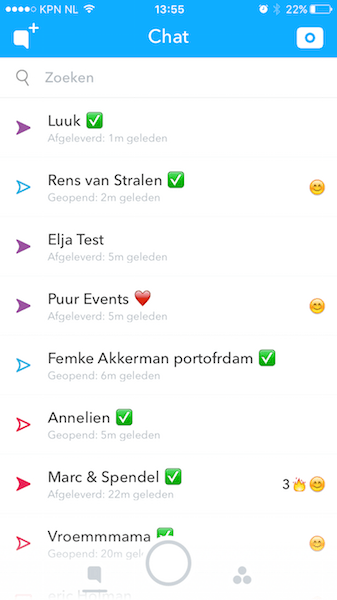 KPN NL 13:55 22%
Chat
Zoeken
Luuk ✅
Afgeleverd: 1m geleden
Rens van Stralen ✅
Geopend: 2m geleden
Elja Test
Afgeleverd: 5m geleden
Puur Events ❤️
Afgeleverd: 5m geleden
Femke Akkerman portofrdam ✅
Geopend: 6m geleden
Annelien ✅
Geopend: 5m geleden
Marc & Spendel ✅
Afgeleverd: 22m geleden
3 🔥 😊
Vroemmmama ✅
Geopend: 20m
eric Holman